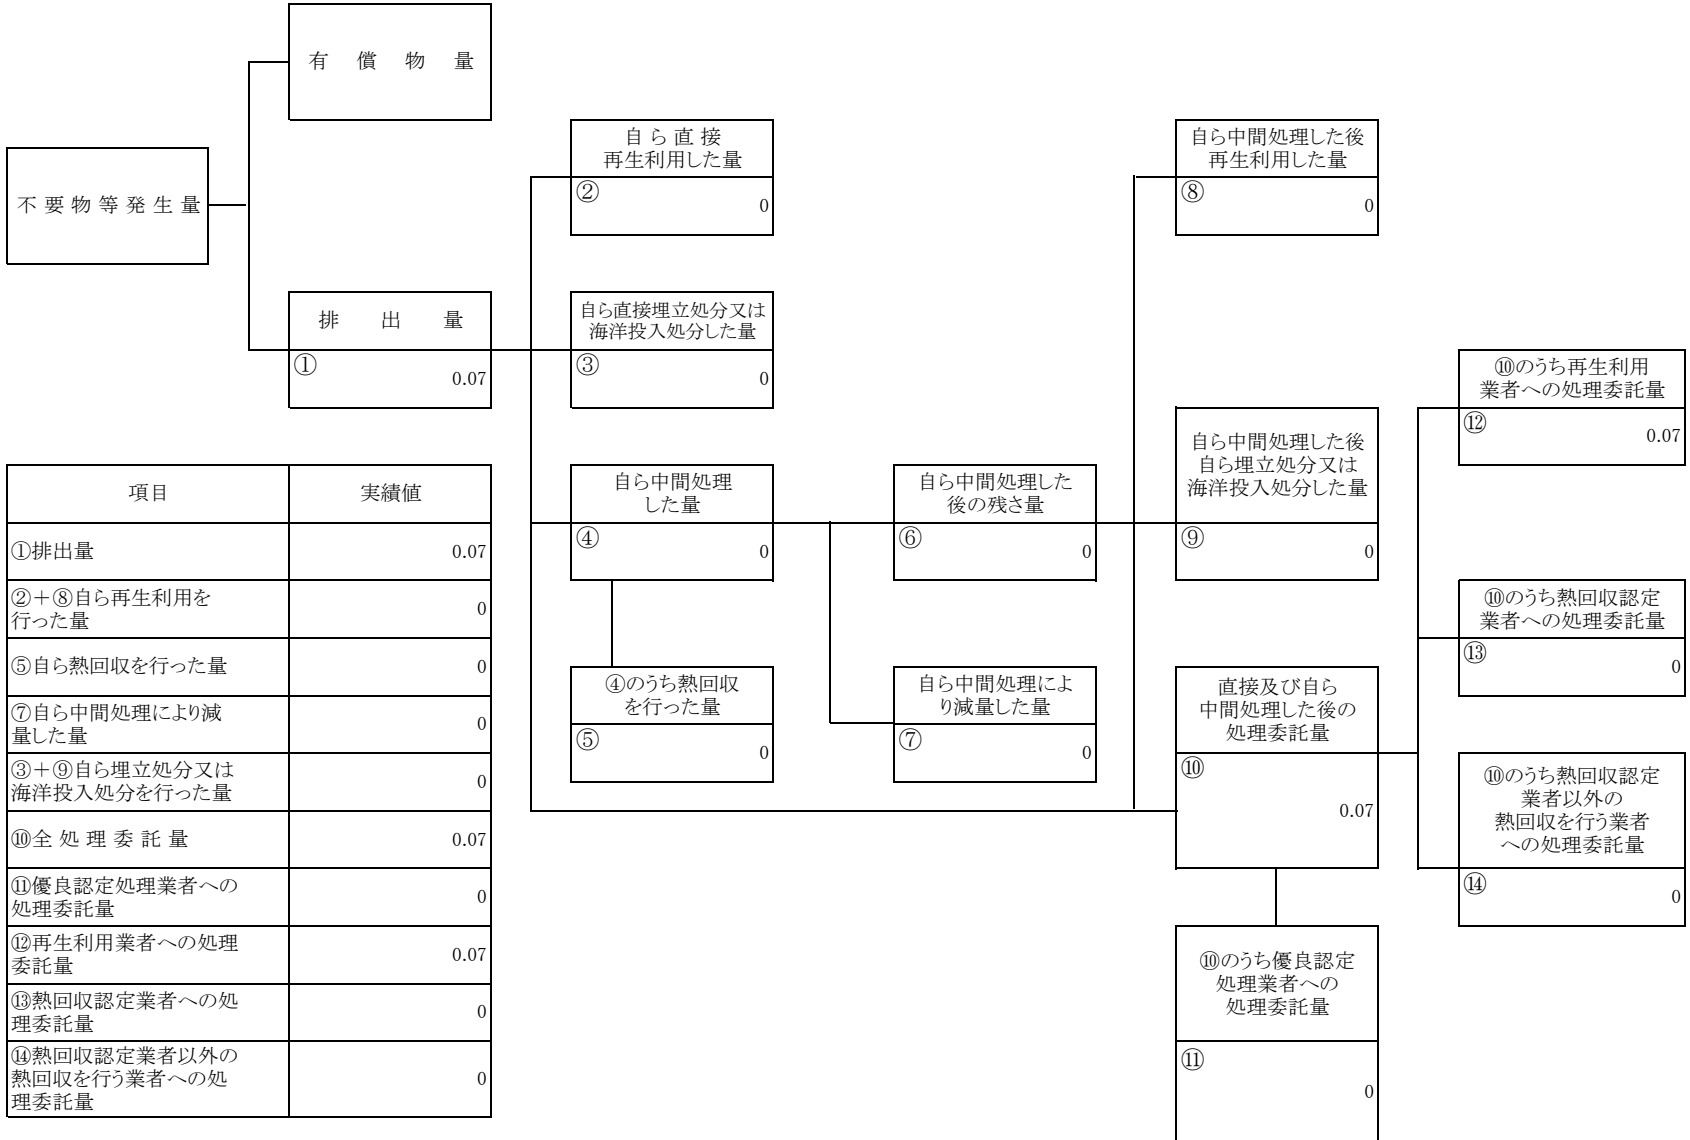 有 償 物 量
不 要 物 等 発 生 量
排 出 量
①
0.07
自 ら 直 接
再生利用した量
②
0
自ら直接埋立処分又は
海洋投入処分した量
③
0
自ら中間処理
した量
④
0
④のうち熱回収
を行った量
⑤
0
自ら中間処理した
後の残さ量
⑥
0
自ら中間処理によ
り減量した量
⑦
0
自ら中間処理した後
再生利用した量
⑧
0
自ら中間処理した後
自ら埋立処分又は
海洋投入処分した量
⑨
0
直接及び自ら
中間処理した後の
処理委託量
⑩
0.07
⑩のうち優良認定
処理業者への
処理委託量
⑪
0
⑩のうち再生利用
業者への処理委託量
⑫
0.07
⑩のうち熱回収認定
業者への処理委託量
⑬
0
⑩のうち熱回収認定
業者以外の
熱回収を行う業者
への処理委託量
⑭
0
項目 実績値
①排出量 0.07
②＋⑧自ら再生利用を
行った量
0
⑤自ら熱回収を行った量 0
⑦自ら中間処理により減
量した量
0
③＋⑨自ら埋立処分又は
海洋投入処分を行った量
0
⑩全 処 理 委 託 量 0.07
⑪優良認定処理業者への
処理委託量
0
⑫再生利用業者への処理
委託量
0.07
⑬熱回収認定業者への処
理委託量
0
⑭熱回収認定業者以外の
熱回収を行う業者への処
理委託量
0